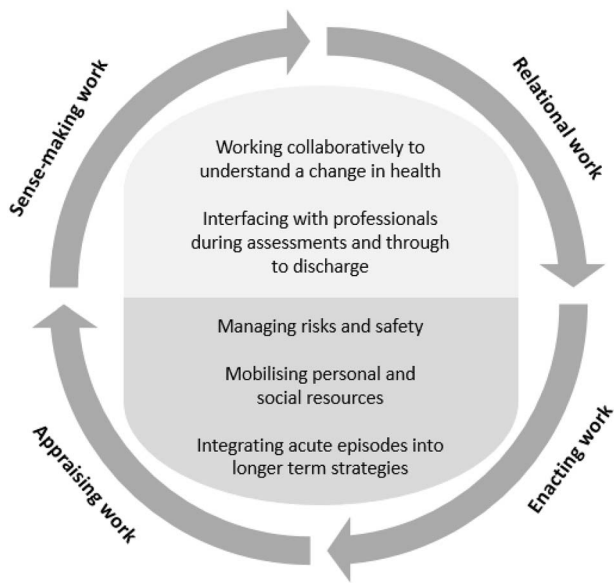 Sense-making work
Relational work
Working collaboratively to
understand a change in health
Interfacing with professionals
during assessments and through
to discharge
Managing risks and safety
Mobilising personal and
social resources
Integrating acute episodes into
longer term strategies
Appraising work
Enacting work